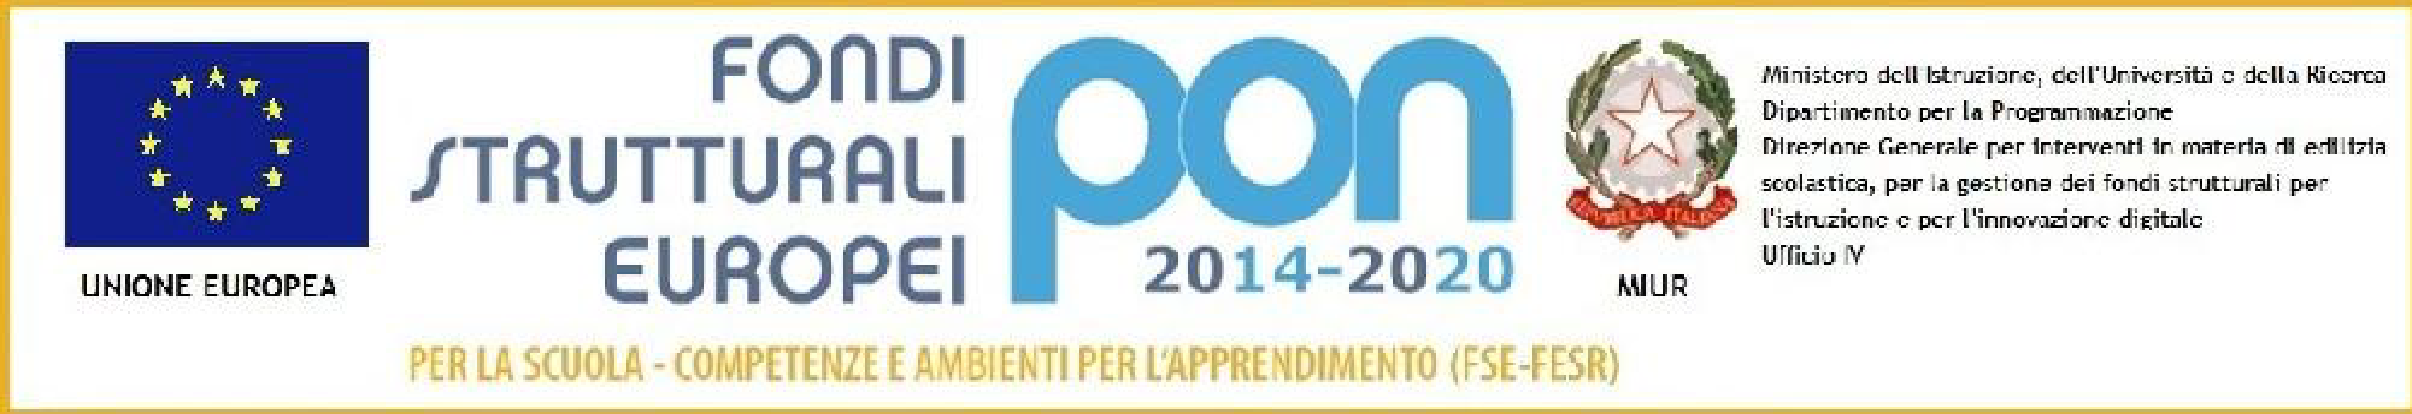 UNIONE EUROPEA
FONDI
STRUTTURALI
EUROPEI
pon
2014-2020
REPUBBLICA ITALIANA
MIUR
Ministero dell'Istruzione, dell'Università e della Ricerca
Dipartimento per la Programmazione
Direzione Generale per interventi in materia di edilizia
scolastica, per la gestione dei fondi strutturali per
l'istruzione e per l'innovazione digitale
Ufficio IV
PER LA SCUOLA - COMPETENZE E AMBIENTI PER L'APPRENDIMENTO (FSE-FESR)